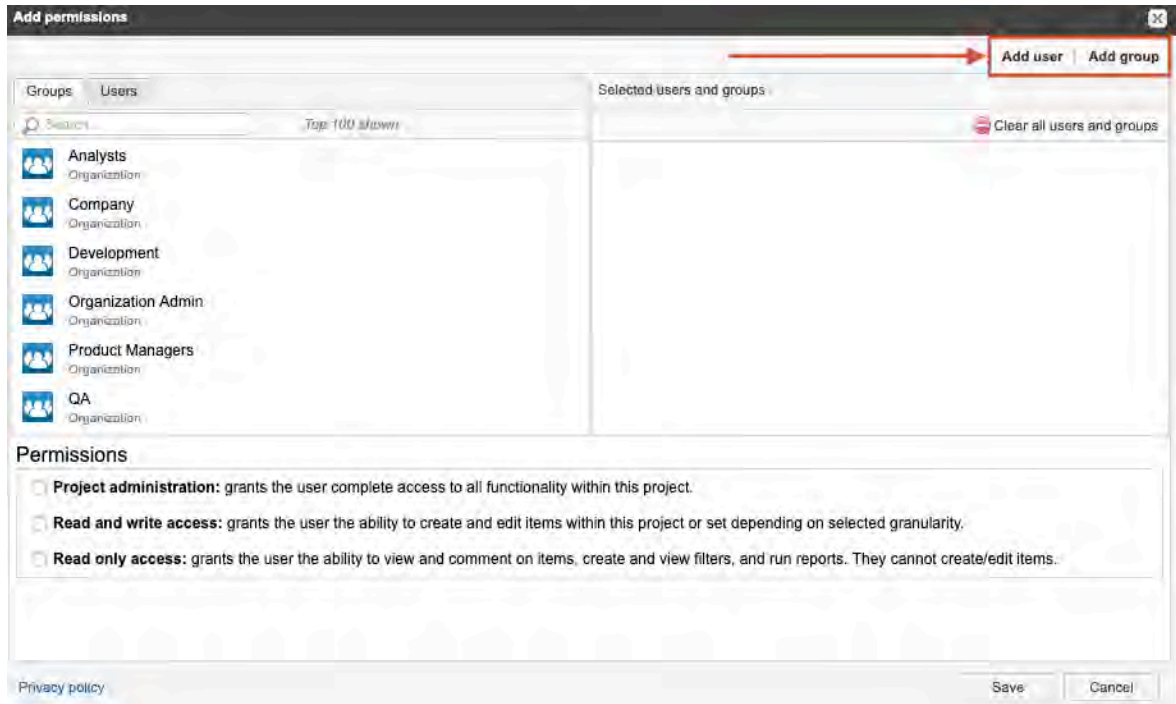 Add permissions
Add user | Add group
Groups Users
Selected users and groups
Search... Top 100 shown
Clear all users and groups
Analysts
Organization
Company
Organization
Development
Organization
Organization Admin
Organization
Product Managers
Organization
QA
Organization
Permissions
Project administration: grants the user complete access to all functionality within this project.
Read and write access: grants the user the ability to create and edit items within this project or set depending on selected granularity.
Read only access: grants the user the ability to view and comment on items, create and view filters, and run reports. They cannot create/edit items.
Privacy policy
Save Cancel